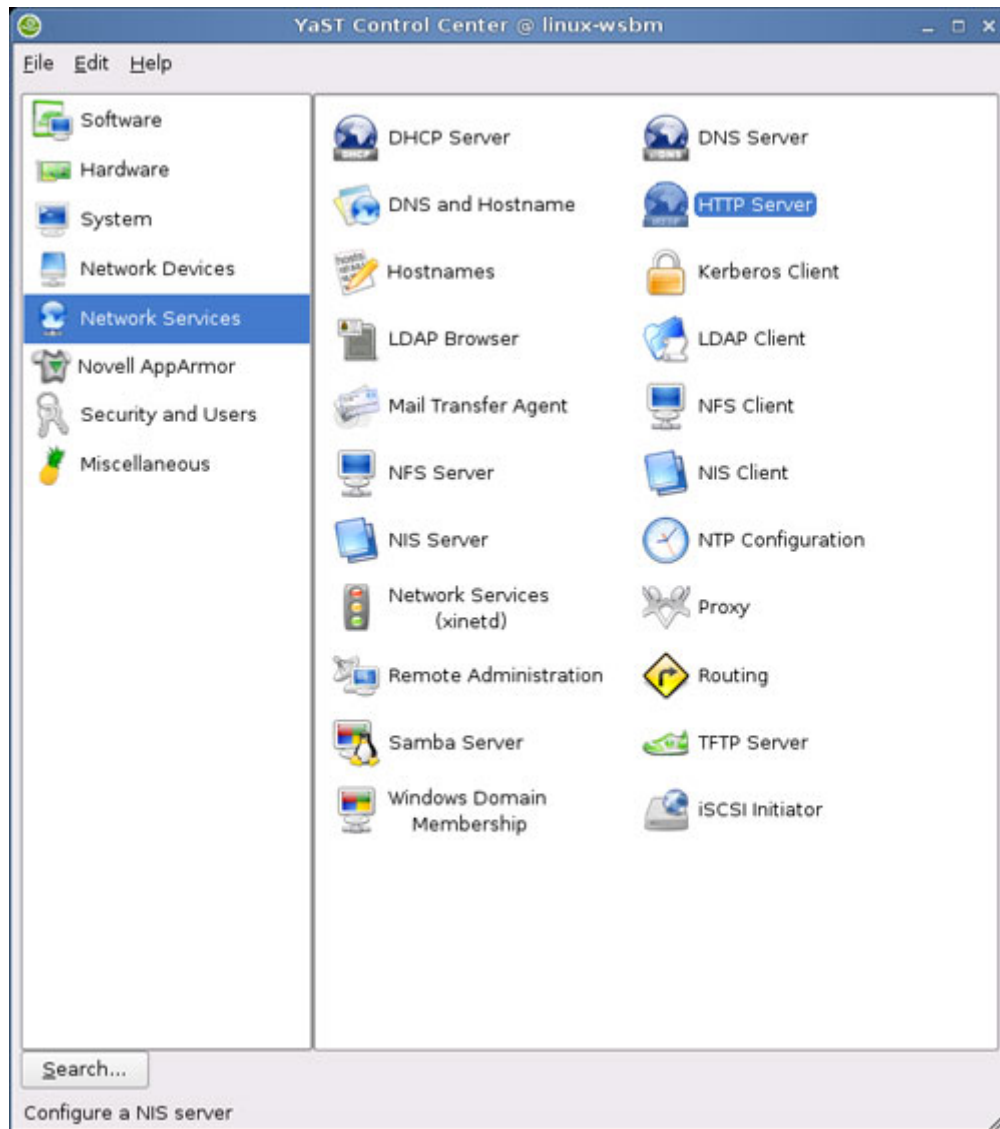 YaST Control Center @ linux-wsbm
File Edit Help
Software
Hardware
System
Network Devices
Network Services
Novell AppArmor
Security and Users
Miscellaneous
DHCP Server
DNS Server
DNS and Hostname
HTTP Server
Hostnames
Kerberos Client
LDAP Browser
LDAP Client
Mail Transfer Agent
NFS Client
NFS Server
NIS Client
NIS Server
NTP Configuration
Network Services
(xinetd)
Proxy
Remote Administration
Routing
Samba Server
TFTP Server
Windows Domain
Membership
iSCSI Initiator
Search...
Configure a NIS server